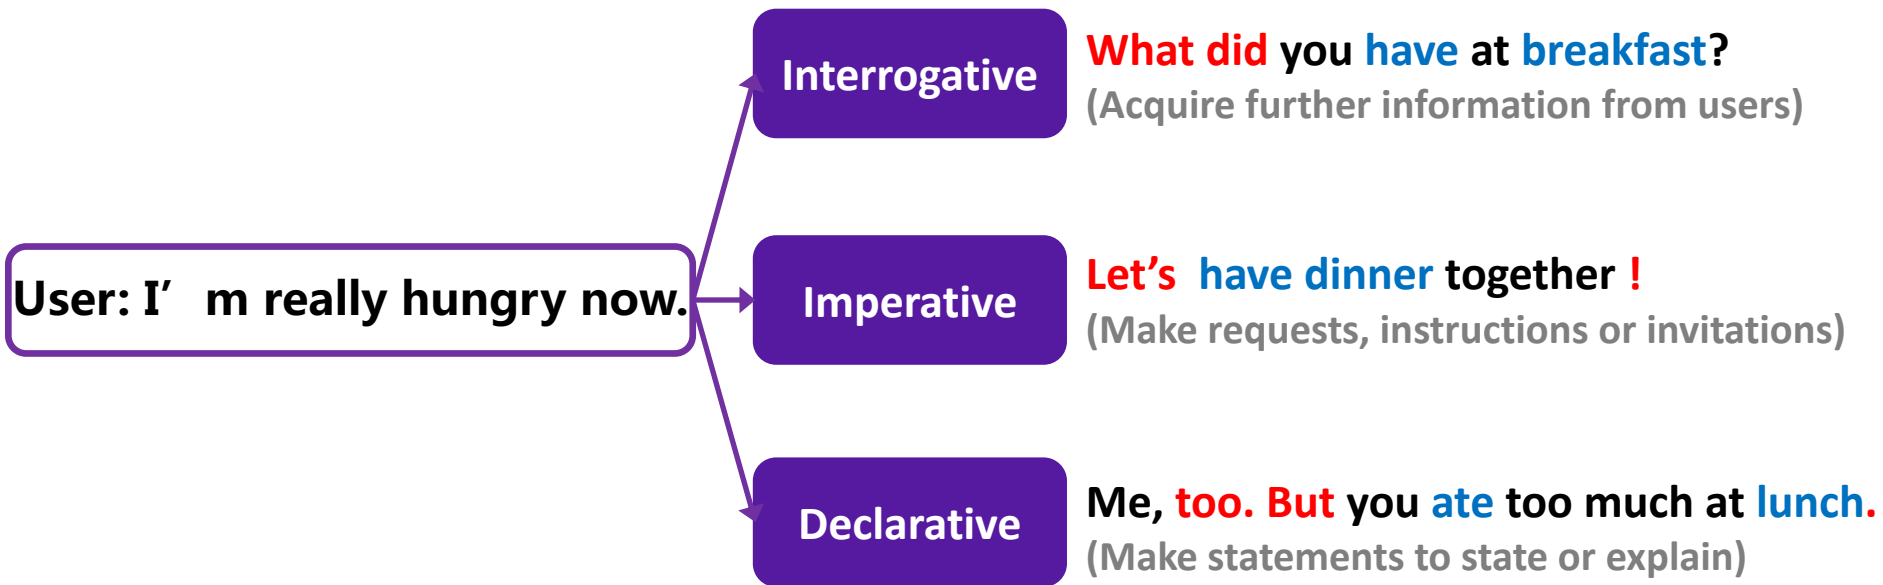 Interrogative
What did you have at breakfast?
(Acquire further information from users)
User: I’ m really hungry now.
Imperative
Let’s have dinner together !
(Make requests, instructions or invitations)
Declarative
Me, too. But you ate too much at lunch.
(Make statements to state or explain)